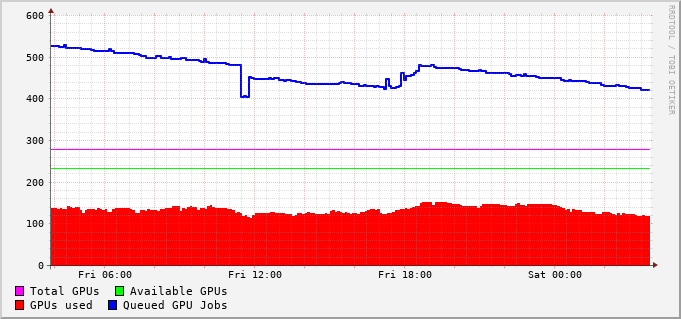 600
500
400
300
200
100
0
Fri 06:00 Fri 12:00 Fri 18:00 Sat 00:00
Total GPUs Available GPUs
GPUs used Queued GPU Jobs
RRDTOOL / TOBI OETIKER